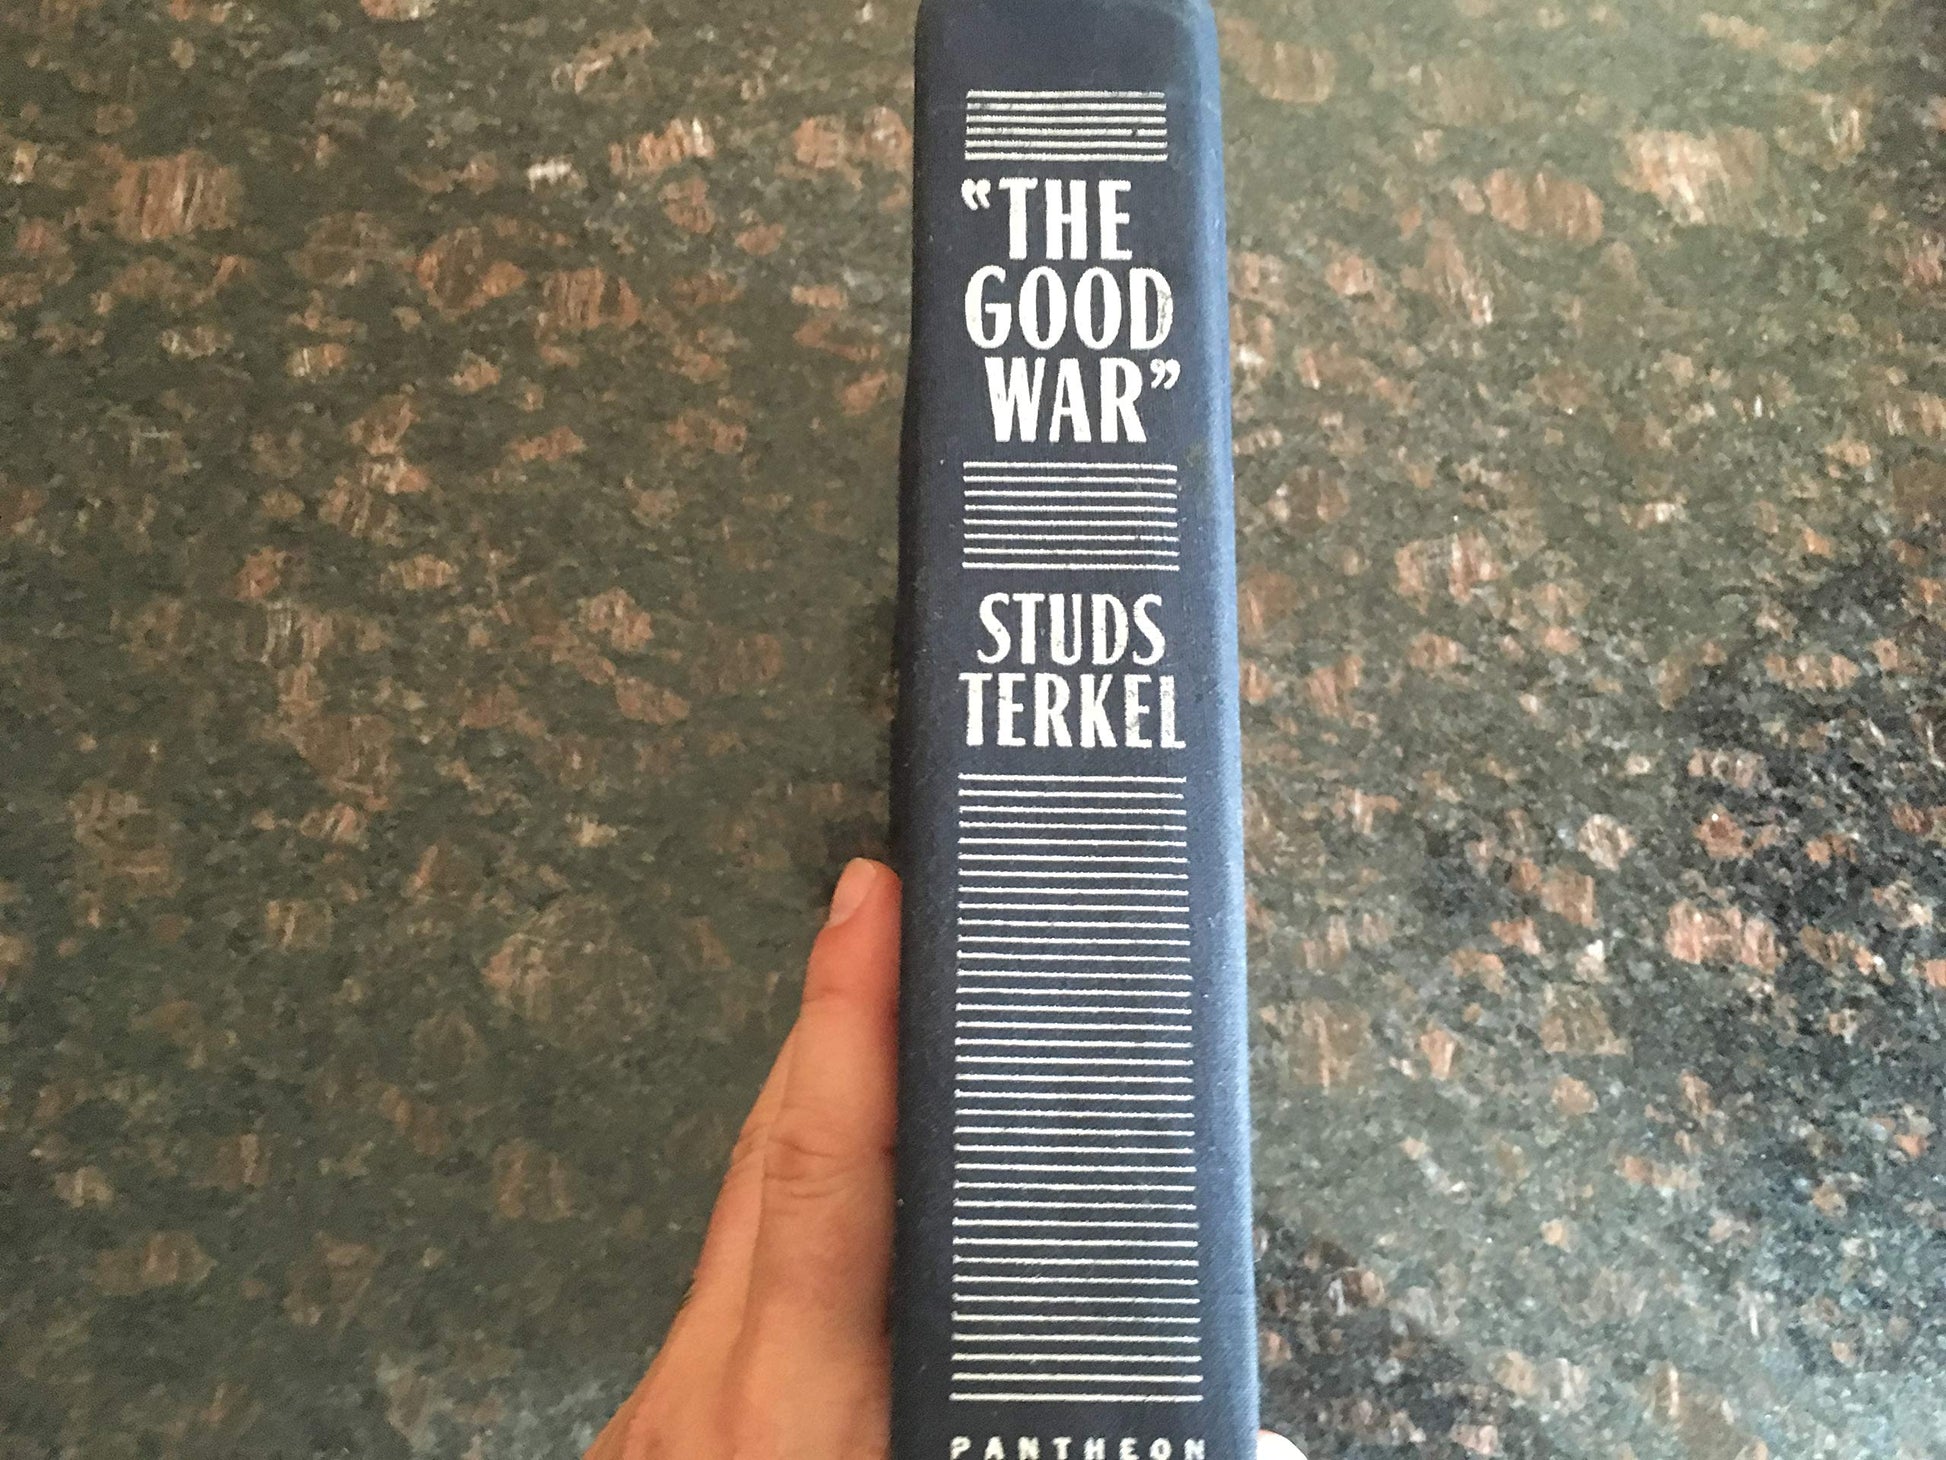 “THE
GOOD
WAR”
STUDS
TERKEL
PANTHEON